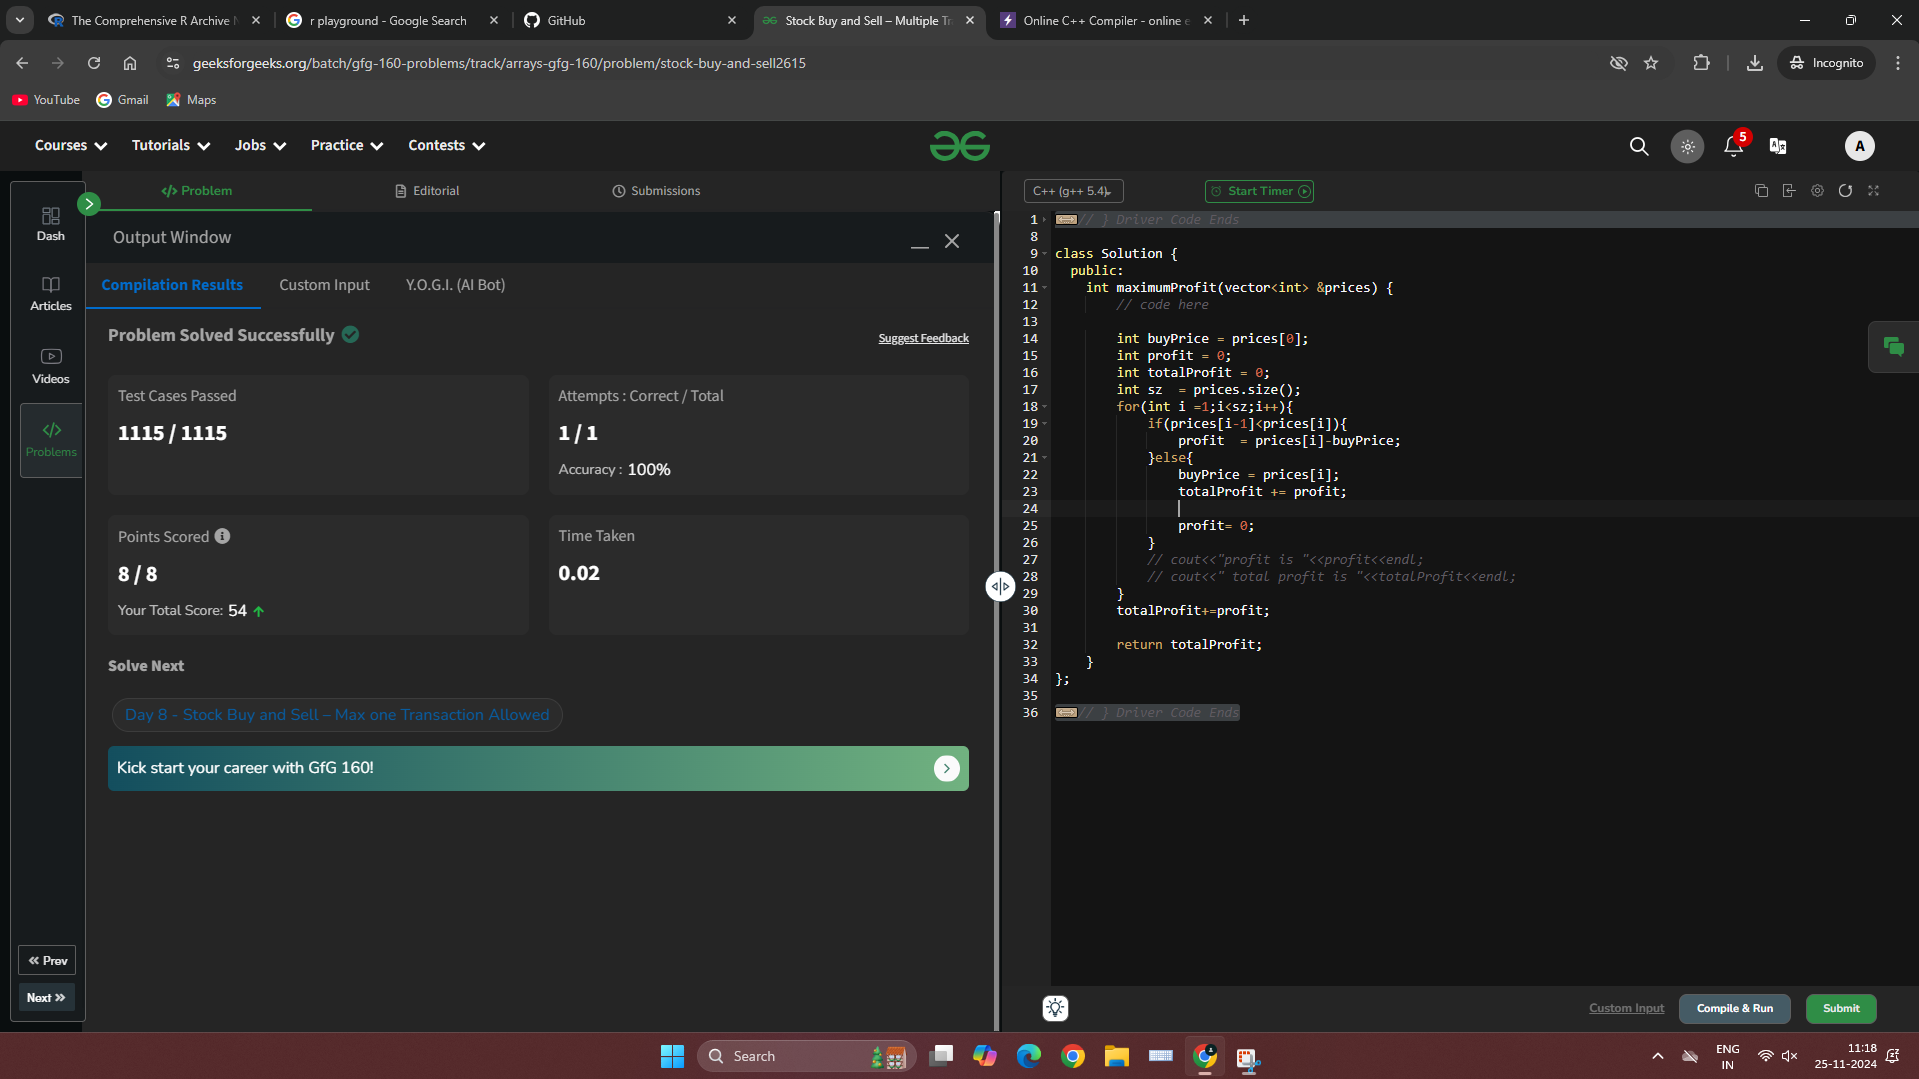 The Comprehensive R Archive N
r playground - Google Search
GitHub
Stock Buy and Sell – Multiple Tr
Online C++ Compiler - online e
geeksforgeeks.org/batch/gfg-160-problems/track/arrays-gfg-160/problem/stock-buy-and-sell2615
Incognito
YouTube
Gmail
Maps
Courses
Tutorials
Jobs
Practice
Contests
5
A
Dash
Articles
Videos
Problems
Prev
Next
</> Problem
Editorial
Submissions
Output Window
Compilation Results
Custom Input
Y.O.G.I. (AI Bot)
Problem Solved Successfully
Suggest Feedback
Test Cases Passed
1115 / 1115
Attempts : Correct / Total
1 / 1
Accuracy : 100%
Points Scored
8 / 8
Your Total Score: 54
Time Taken
0.02
Solve Next
Day 8 - Stock Buy and Sell – Max one Transaction Allowed
Kick start your career with GfG 160!
C++ (g++ 5.4)
Start Timer
1 // } Driver Code Ends
8
9 class Solution {
10 public:
11 int maximumProfit(vector<int> &prices) {
12 // code here
13
14 int buyPrice = prices[0];
15 int profit = 0;
16 int totalProfit = 0;
17 int sz  = prices.size();
18 for(int i =1;i<sz;i++){
19 if(prices[i-1]<prices[i]){
20 profit  = prices[i]-buyPrice;
21 }else{
22 buyPrice = prices[i];
23 totalProfit += profit;
24
25 profit= 0;
26 }
27 // cout<<"profit is "<<profit<<endl;
28 // cout<<" total profit is "<<totalProfit<<endl;
29 }
30 totalProfit+=profit;
31
32 return totalProfit;
33 }
34 };
35
36 // } Driver Code Ends
Custom Input
Compile & Run
Submit
Search
ENG
IN
11:18
25-11-2024